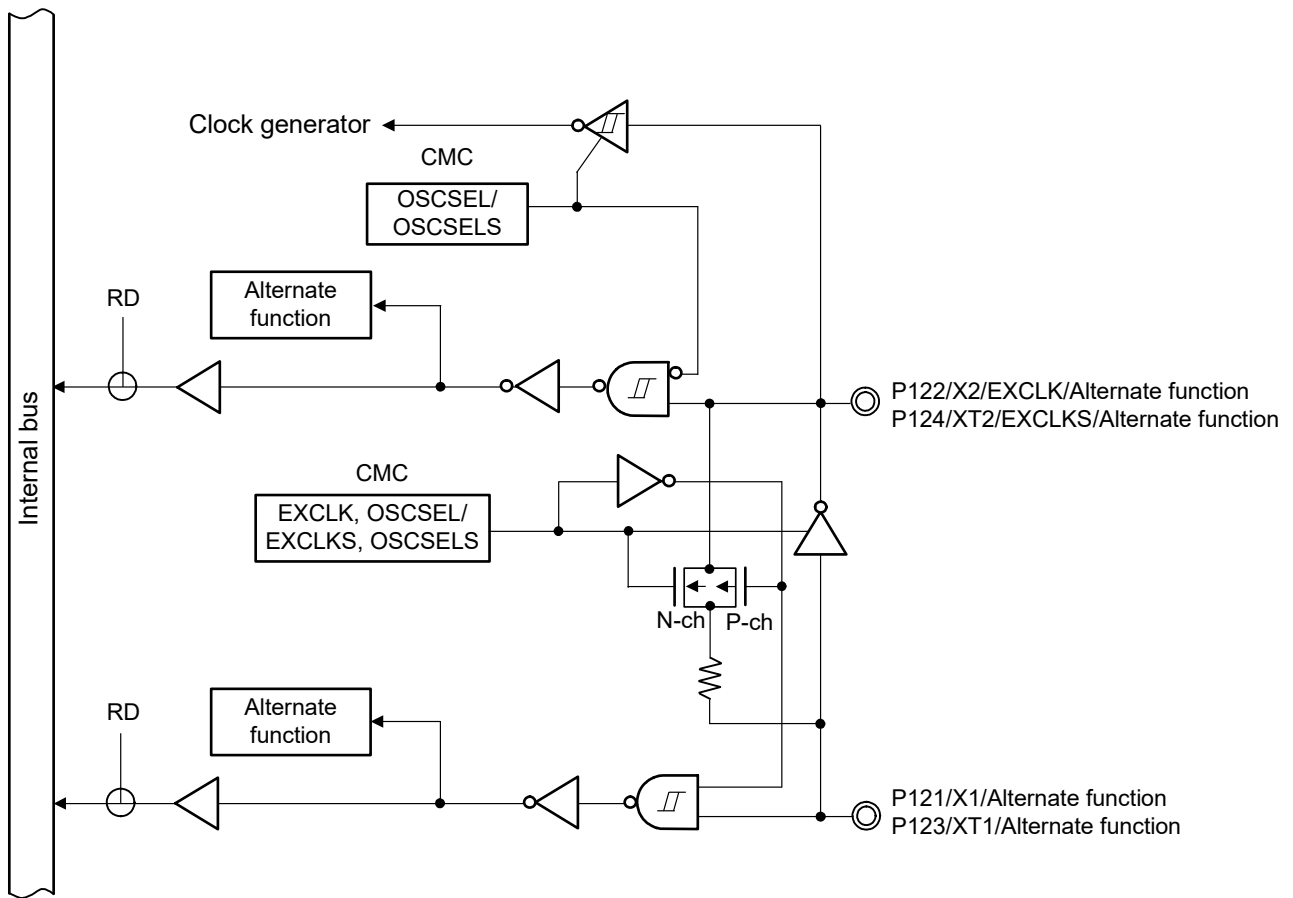 Clock generator
CMC
OSCSEL/
OSCSELS
RD
Alternate
function
P122/X2/EXCLK/Alternate function
P124/XT2/EXCLKS/Alternate function
Internal bus
CMC
EXCLK, OSCSEL/
EXCLKS, OSCSELS
N-ch
P-ch
RD
Alternate
function
P121/X1/Alternate function
P123/XT1/Alternate function